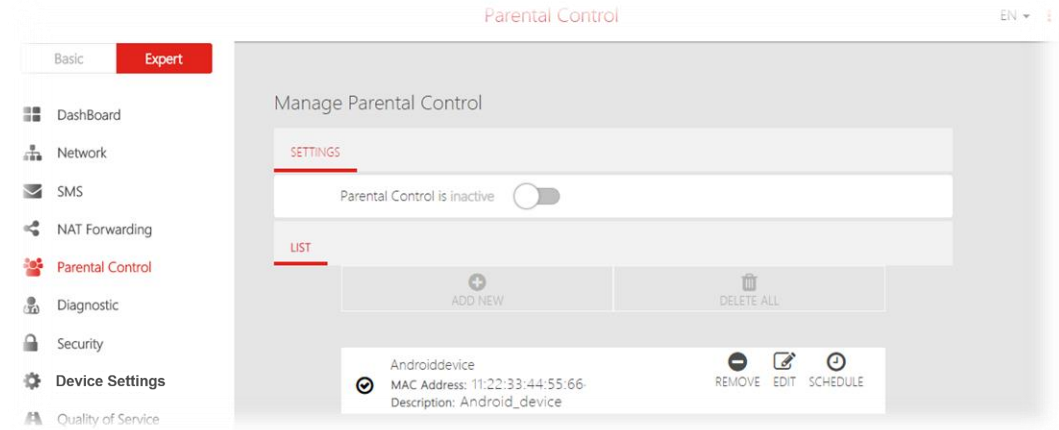 Parental Control
EN
Basic
Expert
DashBoard
Network
SMS
NAT Forwarding
Parental Control
Diagnostic
Security
Device Settings
Quality of Service
Manage Parental Control
SETTINGS
Parental Control is inactive
LIST
ADD NEW
DELETE ALL
Androiddevice
MAC Address: 11:22:33:44:55:66
Description: Android_device
REMOVE EDIT SCHEDULE